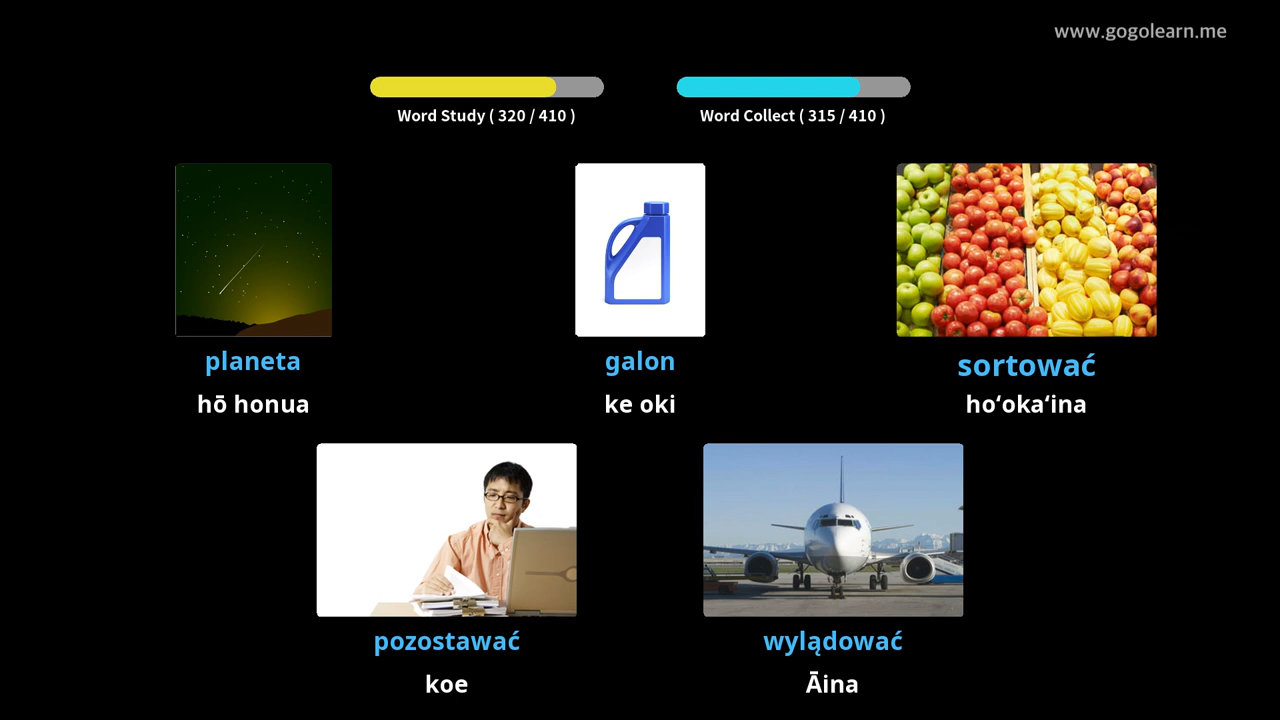 www.gogolearn.me
Word Study ( 320 / 410 )
Word Collect ( 315 / 410 )
planeta
galon
sortować
hō honua
ke oki
hoʻokaʻina
pozostawać
wylądować
koe
Āina